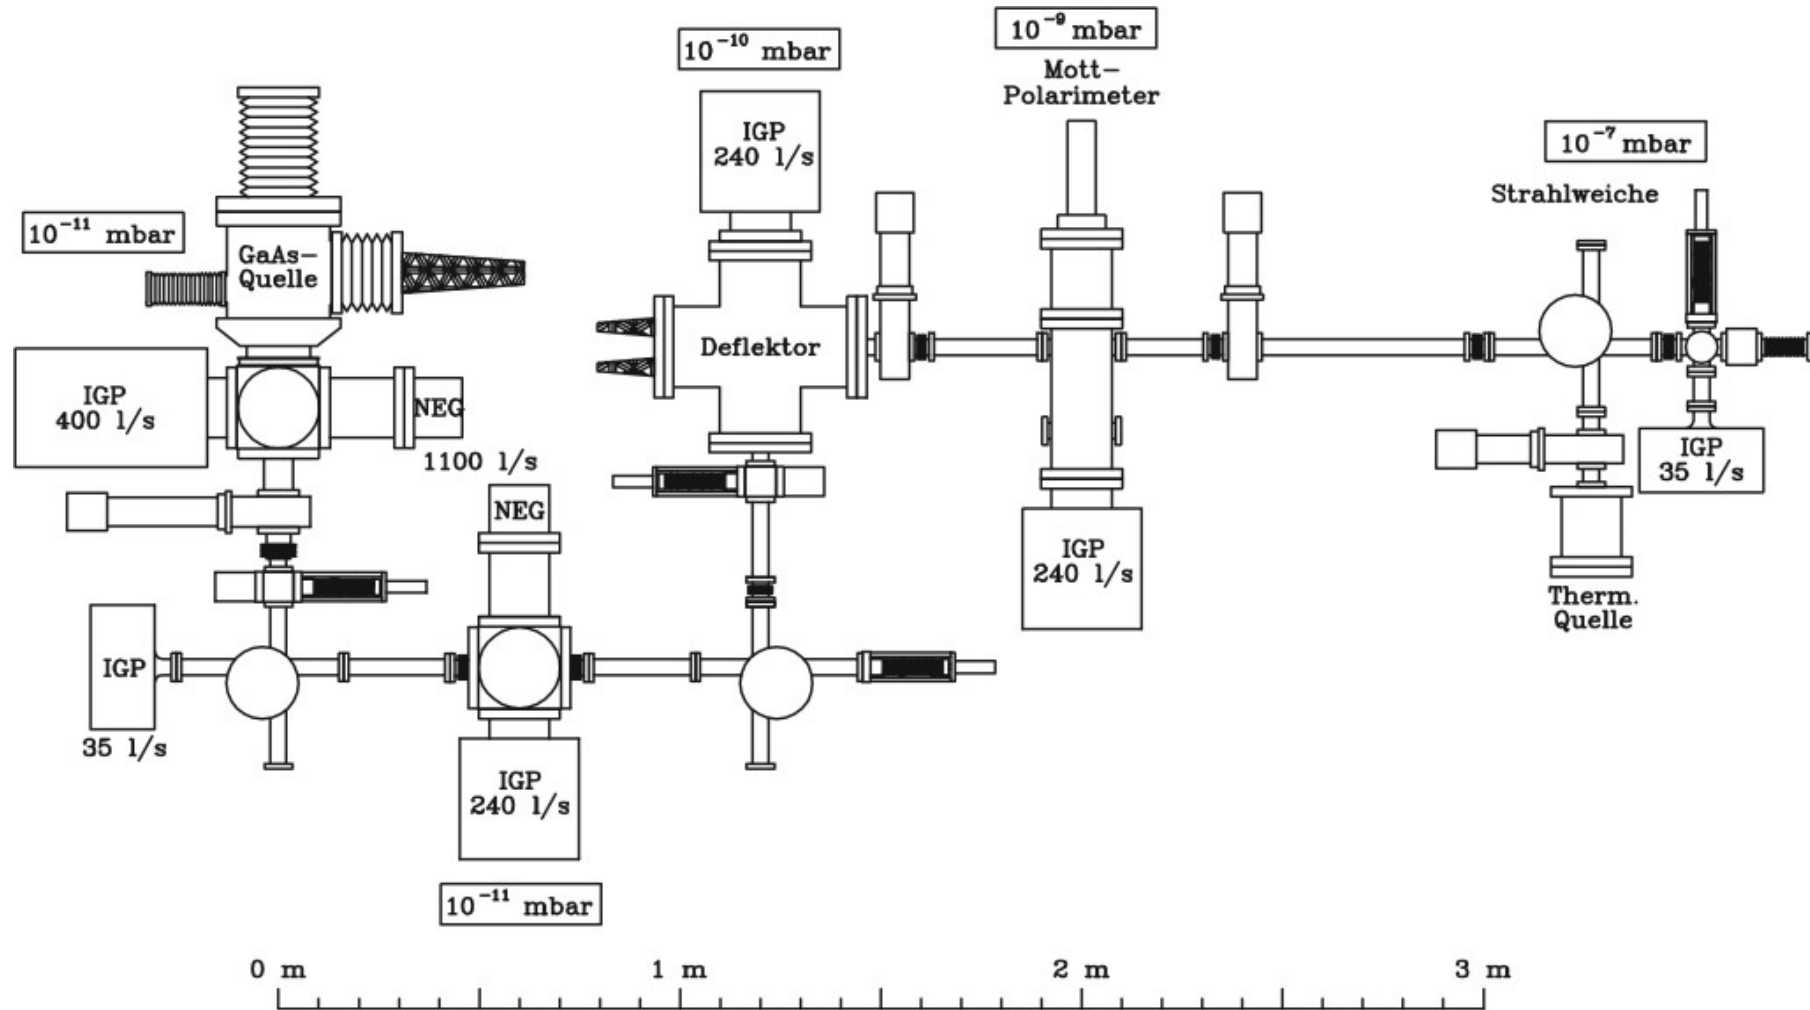 10⁻¹⁰ mbar
10⁻⁹ mbar
Mott-
Polarimeter
IGP
240 l/s
10⁻⁷ mbar
Strahlweiche
10⁻¹¹ mbar
GaAs-
Quelle
Deflektor
IGP
400 l/s
NEG
1100 l/s
IGP
35 l/s
NEG
IGP
240 l/s
Therm.
Quelle
IGP
35 l/s
IGP
240 l/s
10⁻¹¹ mbar
0 m
1 m
2 m
3 m